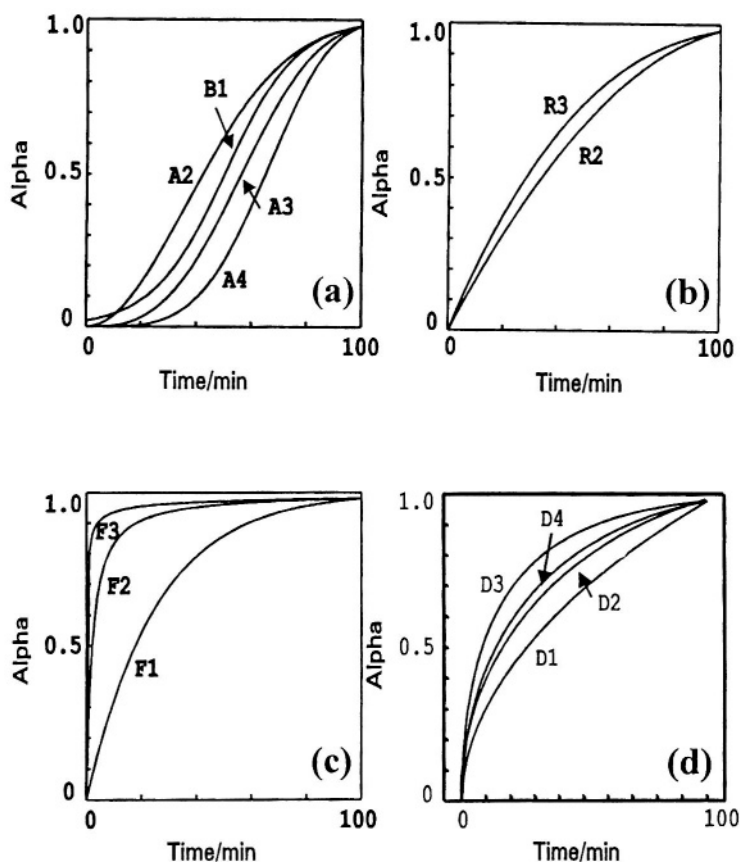 1.0
B1
A2
0.5
A3
A4
Alpha
(a)
0
0
100
Time/min
1.0
R3
R2
0.5
Alpha
(b)
0
0
100
Time/min
1.0
F3
F2
0.5
F1
Alpha
(c)
0
0
100
Time/min
1.0
D4
D3
D2
0.5
D1
Alpha
(d)
0
0
100
Time/min